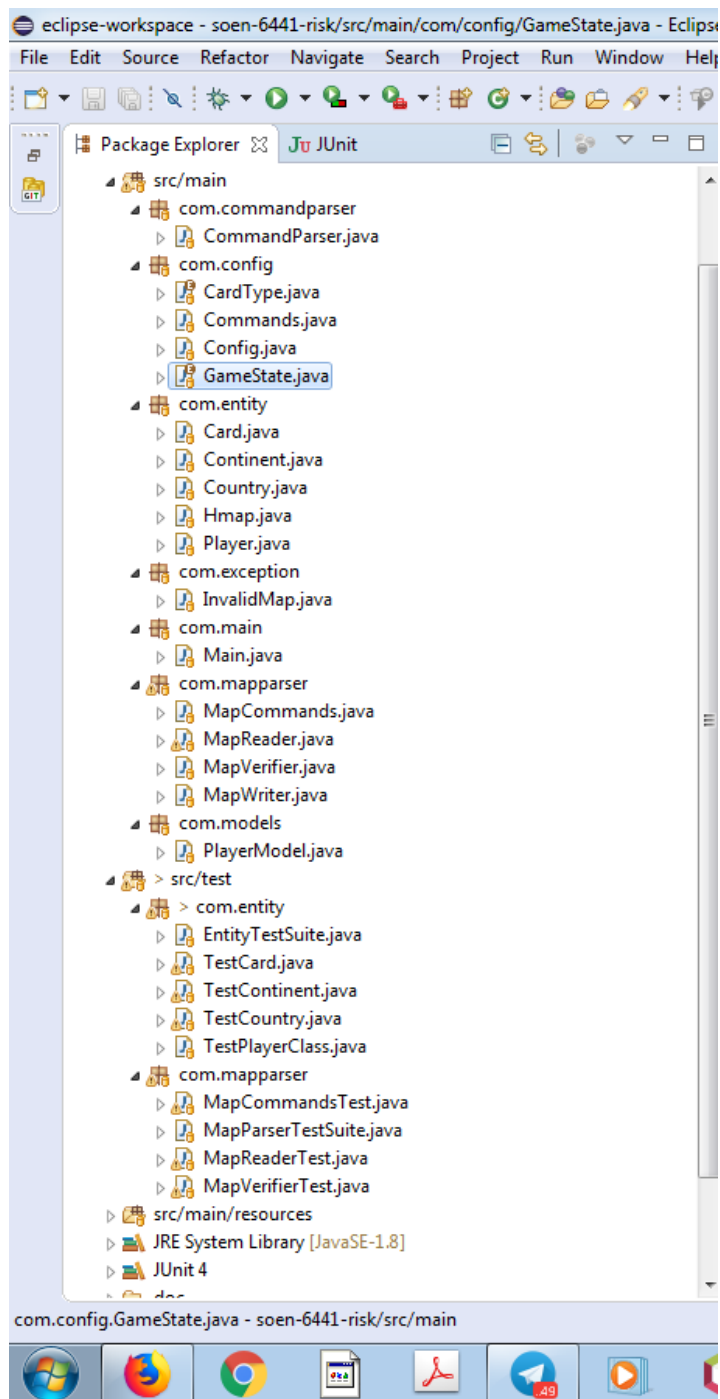 eclipse-workspace - soen-6441-risk/src/main/com/config/GameState.java - Eclipse
File Edit Source Refactor Navigate Search Project Run Window Help
Package Explorer JUnit
GIT
src/main
com.commandparser
CommandParser.java
com.config
CardType.java
Commands.java
Config.java
GameState.java
com.entity
Card.java
Continent.java
Country.java
Hmap.java
Player.java
com.exception
InvalidMap.java
com.main
Main.java
com.mapparser
MapCommands.java
MapReader.java
MapVerifier.java
MapWriter.java
com.models
PlayerModel.java
> src/test
> com.entity
EntityTestSuite.java
TestCard.java
TestContinent.java
TestCountry.java
TestPlayerClass.java
com.mapparser
MapCommandsTest.java
MapParserTestSuite.java
MapReaderTest.java
MapVerifierTest.java
src/main/resources
JRE System Library [JavaSE-1.8]
JUnit 4
doc
com.config.GameState.java - soen-6441-risk/src/main
.49